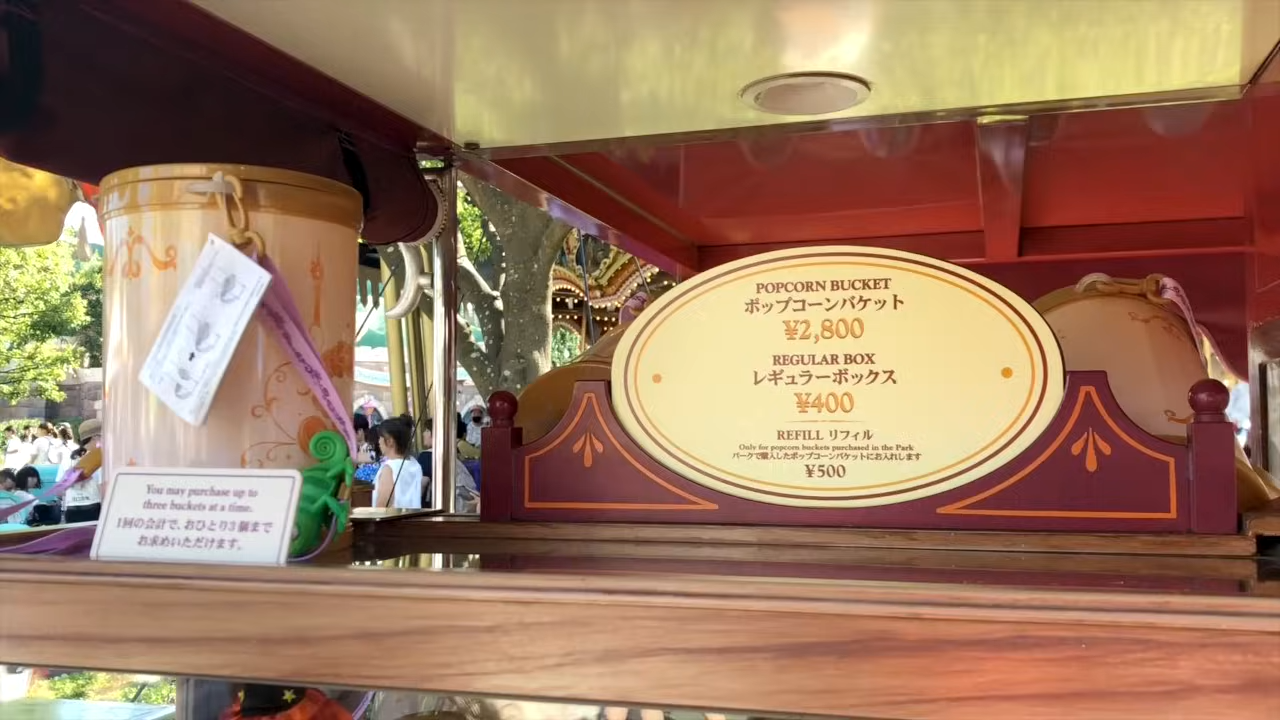 POPCORN BUCKET
ポップコーンバケット
¥2,800
REGULAR BOX
レギュラーボックス
¥400
REFILL リフィル
Only for popcorn buckets purchased in the Park
パークで購入したポップコーンバケットにお入れします
¥500
You may purchase up to
three buckets at a time.
1回の会計で、おひとり3個まで
お求めいただけます。